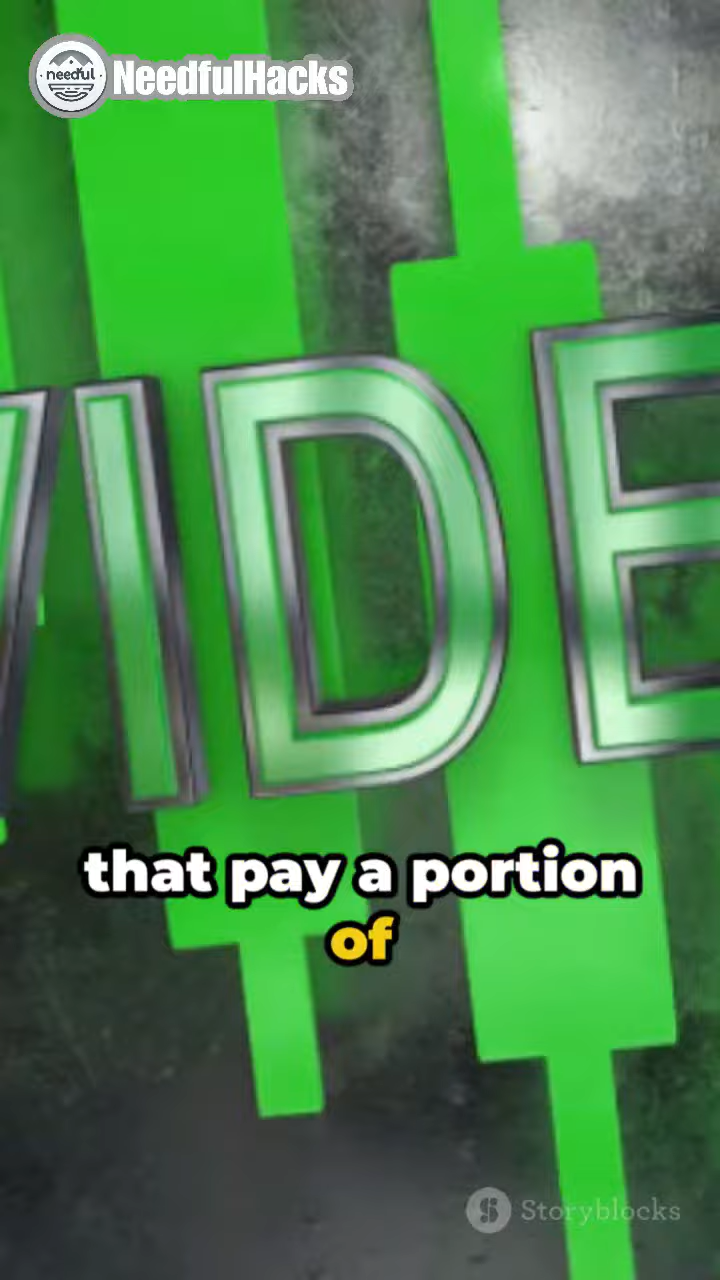 needful
NeedfulHacks
VIDE
that pay a portion
of
Storyblocks